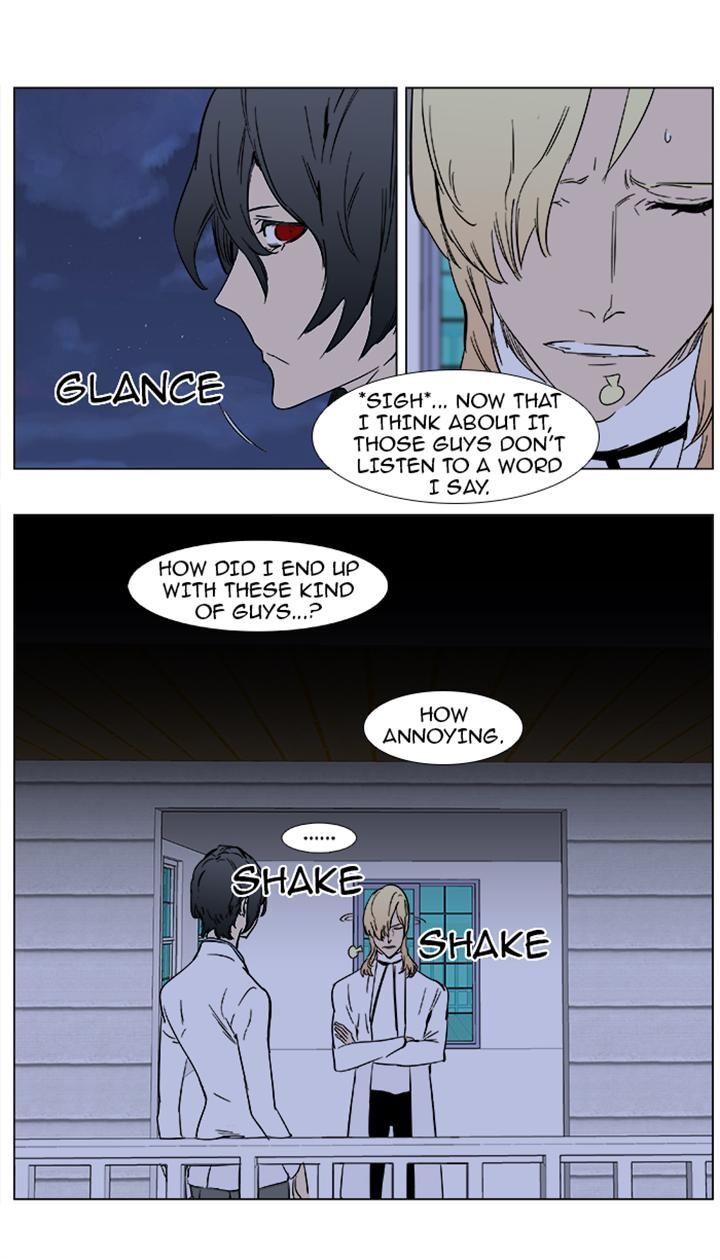 GLANCE
*SIGH*... NOW THAT
I THINK ABOUT IT,
THOSE GUYS DON'T
LISTEN TO A WORD
I SAY.
HOW DID I END UP
WITH THESE KIND
OF GUYS...?
HOW
ANNOYING.
......
SHAKE
SHAKE